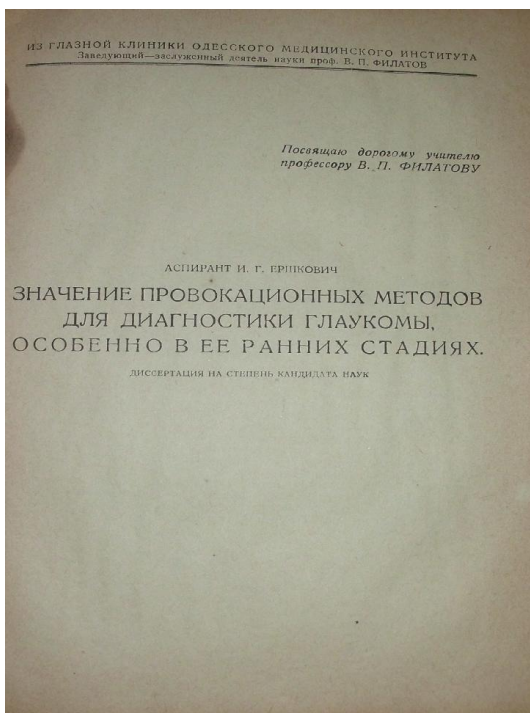 ИЗ ГЛАЗНОЙ КЛИНИКИ ОДЕССКОГО МЕДИЦИНСКОГО ИНСТИТУТА
Заведующий—заслуженный деятель науки проф. В. П. ФИЛАТОВ
Посвящаю дорогому учителю
профессору В. П. ФИЛАТОВУ
АСПИРАНТ И. Г. ЕРШКОВИЧ
ЗНАЧЕНИЕ ПРОВОКАЦИОННЫХ МЕТОДОВ
ДЛЯ ДИАГНОСТИКИ ГЛАУКОМЫ,
ОСОБЕННО В ЕЕ РАННИХ СТАДИЯХ.
ДИССЕРТАЦИЯ НА СТЕПЕНЬ КАНДИДАТА НАУК